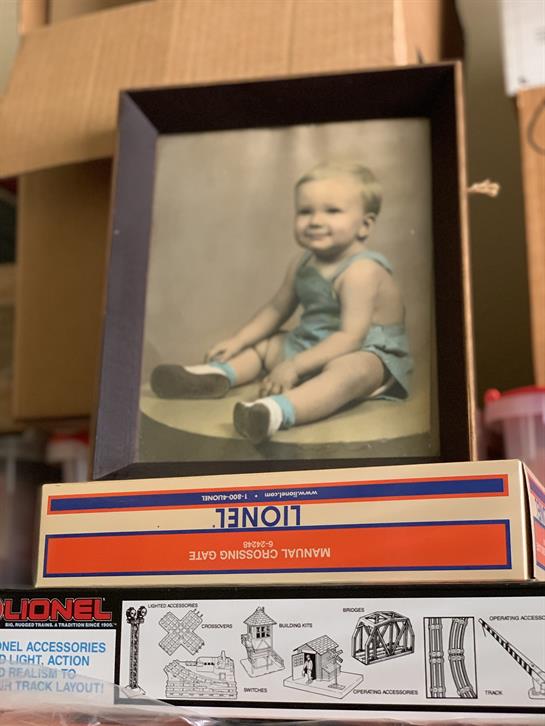 www.lionel.com • 1-800-4LIONEL
LIONEL
MANUAL CROSSING GATE
6-24248
LIONEL
BIG, RUGGED TRAINS. A TRADITION SINCE 1900.
ONEL ACCESSORIES
D LIGHT, ACTION
D REALISM TO
UR TRACK LAYOUT!
LIGHTED ACCESSORIES
CROSSOVERS
SWITCHES
BUILDING KITS
BRIDGES
OPERATING ACCESSORIES
TRACK
OPERATING ACCESSO